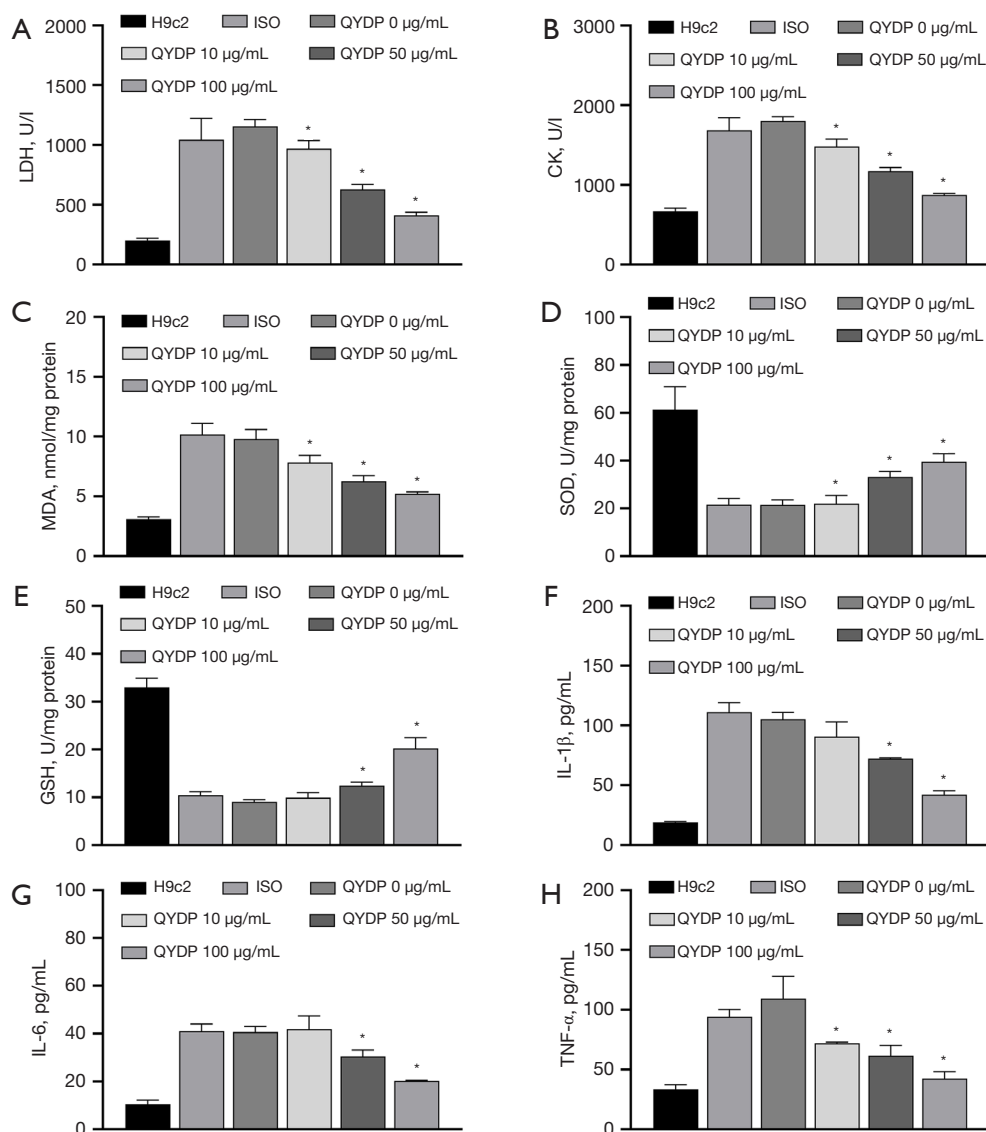 A
H9c2 ISO QYDP 0 µg/mL
QYDP 10 µg/mL QYDP 50 µg/mL
QYDP 100 µg/mL
LDH, U/l
2000
1500
1000
500
0
* * *
B
H9c2 ISO QYDP 0 µg/mL
QYDP 10 µg/mL QYDP 50 µg/mL
QYDP 100 µg/mL
CK, U/l
3000
2000
1000
0
* * *
C
H9c2 ISO QYDP 0 µg/mL
QYDP 10 µg/mL QYDP 50 µg/mL
QYDP 100 µg/mL
MDA, nmol/mg protein
20
15
10
5
0
* * *
D
H9c2 ISO QYDP 0 µg/mL
QYDP 10 µg/mL QYDP 50 µg/mL
QYDP 100 µg/mL
SOD, U/mg protein
100
80
60
40
20
0
* * *
E
H9c2 ISO QYDP 0 µg/mL
QYDP 10 µg/mL QYDP 50 µg/mL
QYDP 100 µg/mL
GSH, U/mg protein
50
40
30
20
10
0
* *
F
H9c2 ISO QYDP 0 µg/mL
QYDP 10 µg/mL QYDP 50 µg/mL
QYDP 100 µg/mL
IL-1β, pg/mL
200
150
100
50
0
* *
G
H9c2 ISO QYDP 0 µg/mL
QYDP 10 µg/mL QYDP 50 µg/mL
QYDP 100 µg/mL
IL-6, pg/mL
100
80
60
40
20
0
* *
H
H9c2 ISO QYDP 0 µg/mL
QYDP 10 µg/mL QYDP 50 µg/mL
QYDP 100 µg/mL
TNF-α, pg/mL
200
150
100
50
0
* * *